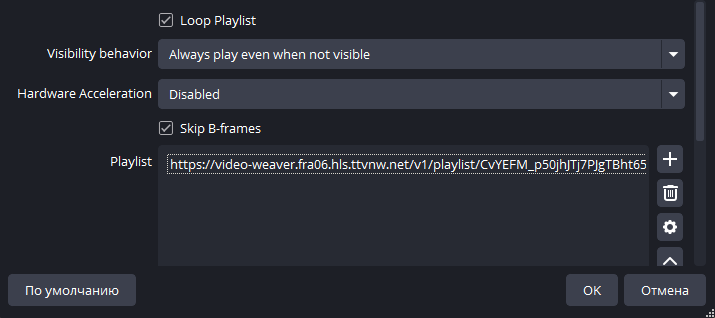 Loop Playlist
Visibility behavior
Always play even when not visible
Hardware Acceleration
Disabled
Skip B-frames
Playlist
https://video-weaver.fra06.hls.ttvnw.net/v1/playlist/CvYEFM_p50jhJTj7PJgTBht65
По умолчанию
OK
Отмена